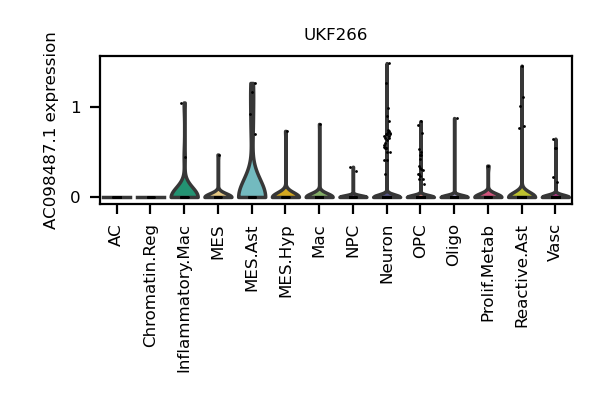 UKF266
AC098487.1 expression
1
0
AC
Chromatin.Reg
Inflammatory.Mac
MES
MES.Ast
MES.Hyp
Mac
NPC
Neuron
OPC
Oligo
Prolif.Metab
Reactive.Ast
Vasc